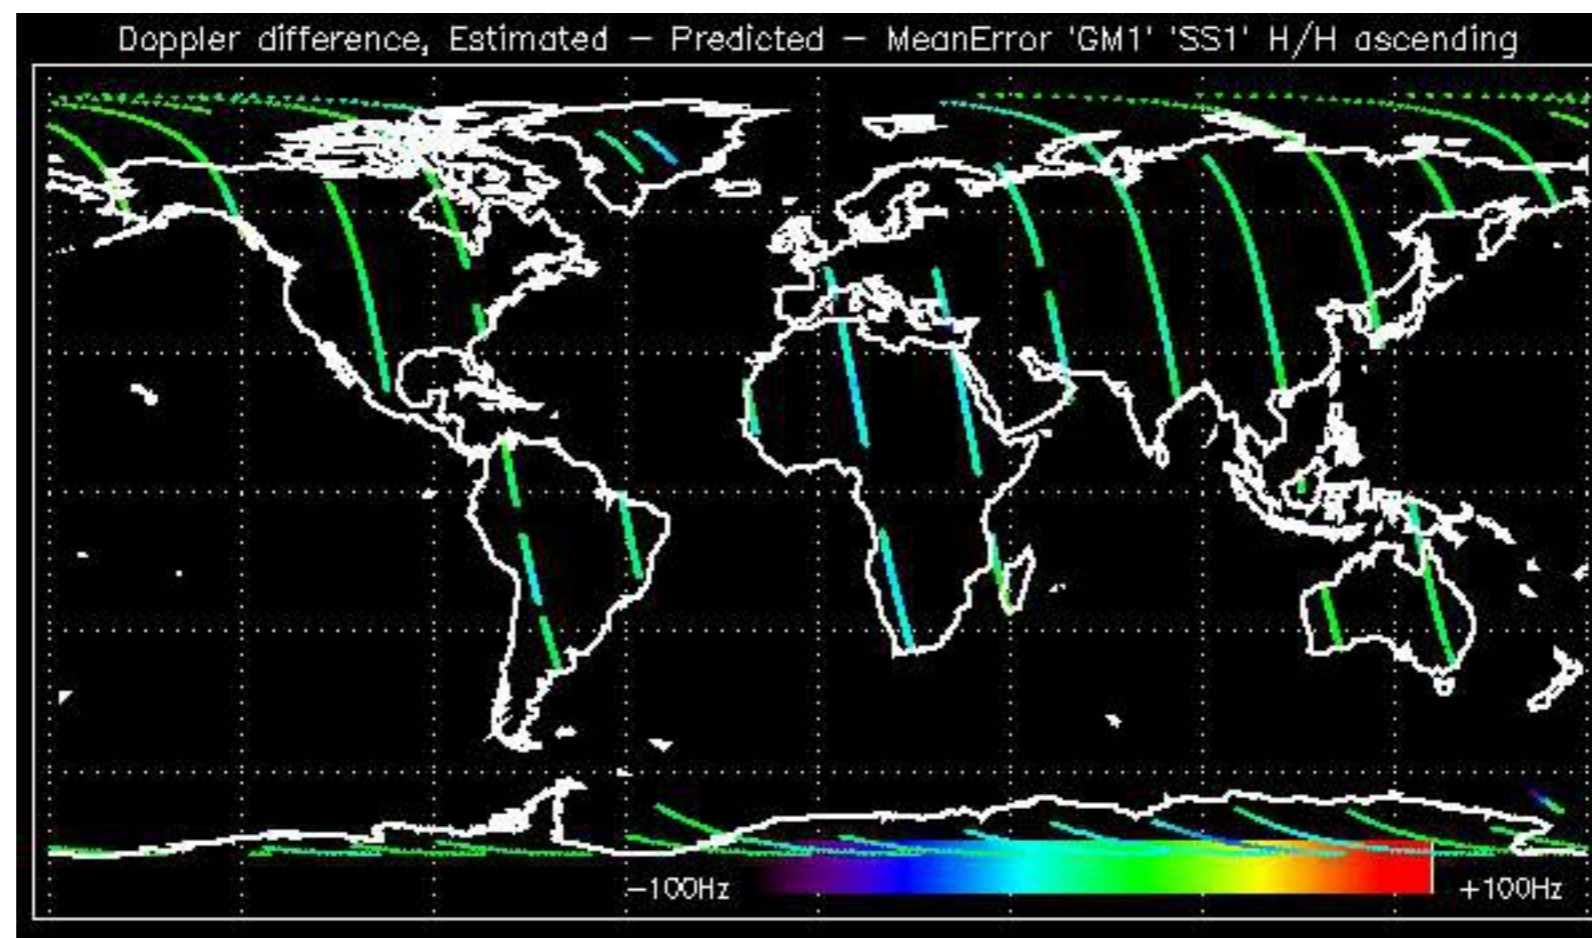 Doppler difference, Estimated – Predicted – MeanError 'GM1' 'SS1' H/H ascending
-100Hz
+100Hz